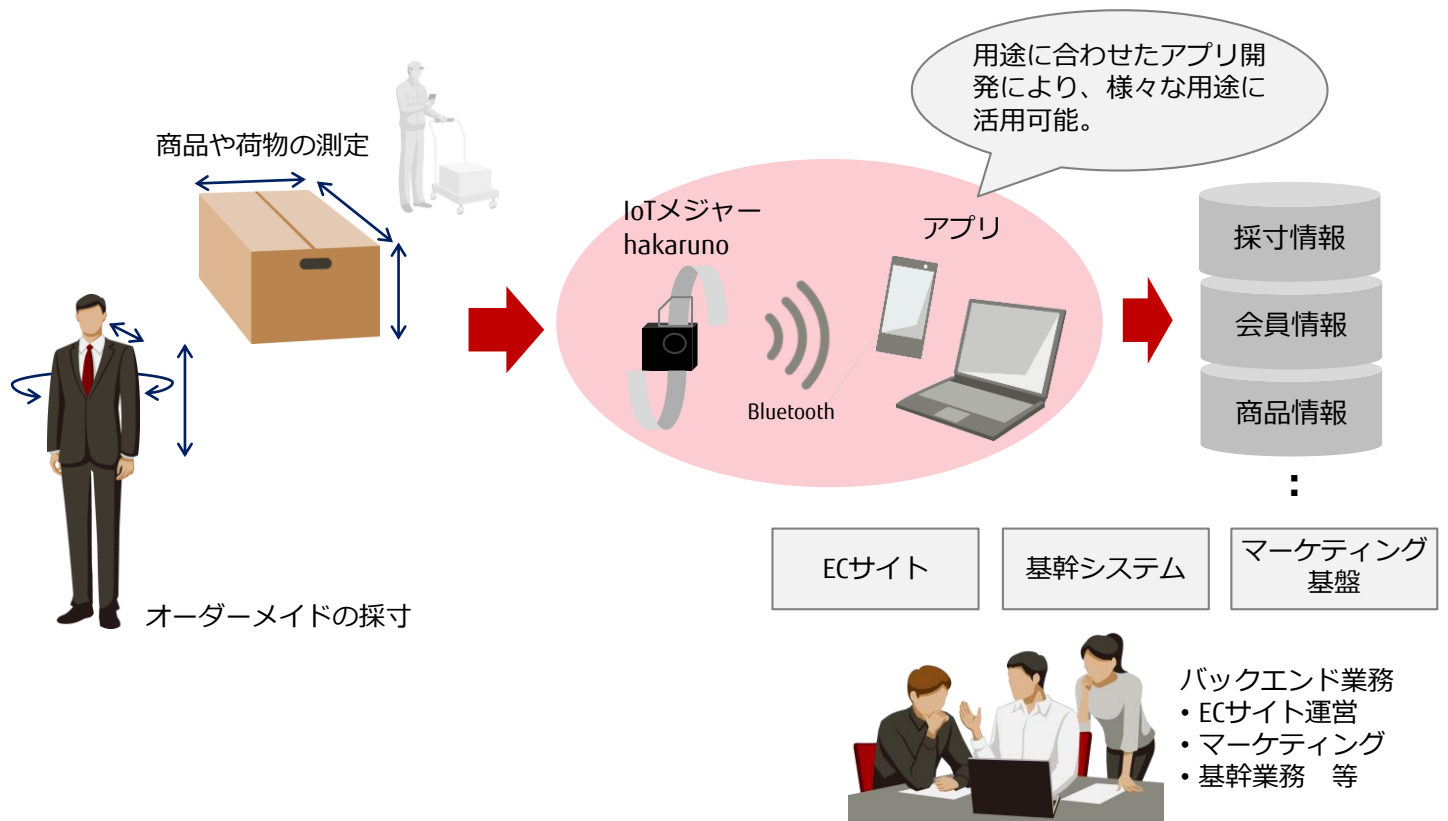 商品や荷物の測定
オーダーメイドの採寸
IoTメジャー
hakaruno
Bluetooth
アプリ
用途に合わせたアプリ開
発により、様々な用途に
活用可能。
採寸情報
会員情報
商品情報
:
ECサイト
基幹システム
マーケティング
基盤
バックエンド業務
・ECサイト運営
・マーケティング
・基幹業務　等